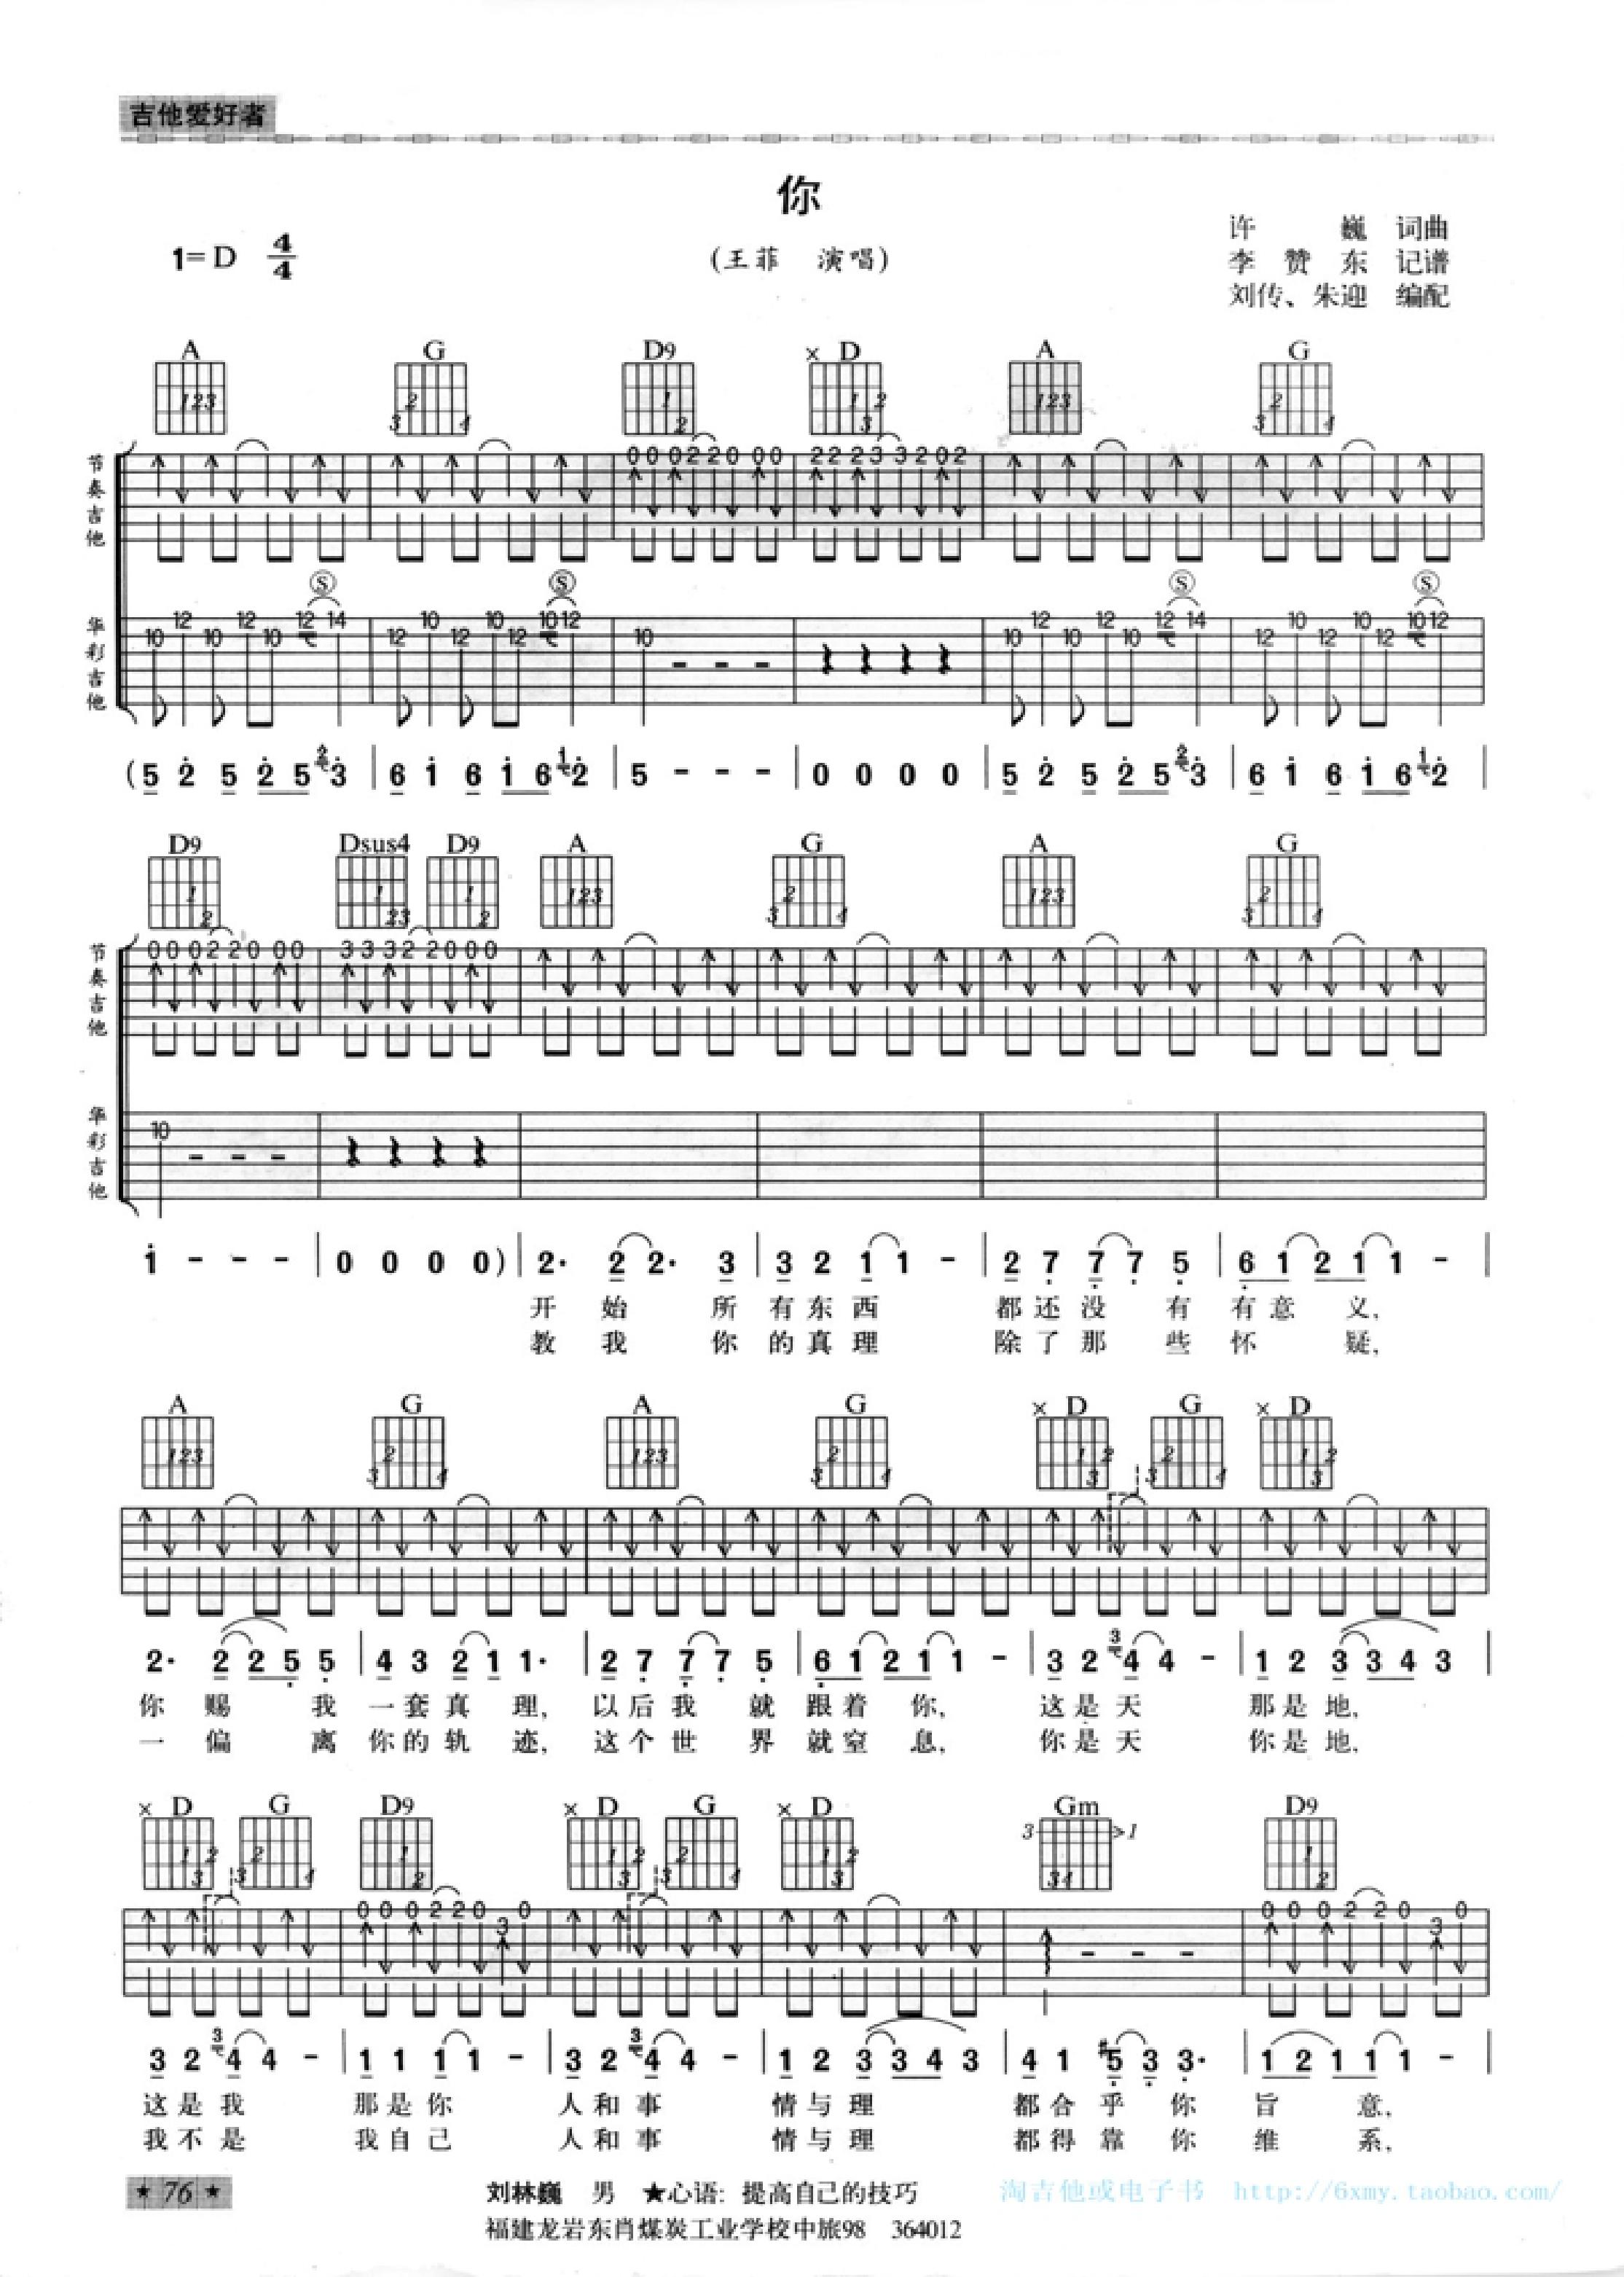 吉他爱好者
你
1=D 4/4
(王菲 演唱)
许 巍 词曲
李 赞 东 记谱
刘传、朱迎 编配
A G D9 × D A G
节奏吉他
0 0 0 2 2 0 0 0 2 2 2 3 3 2 0 2
Ⓢ Ⓢ Ⓢ Ⓢ
华彩吉他
10 12 10 12 10 12 14 12 10 12 10 12 10 12 10 10 12 10 12 10 12 14 12 10 12 10 12 10 12
(5 2 5 2 5 2 3 | 6 1 6 1 6 1 2 | 5 - - - | 0 0 0 0 | 5 2 5 2 5 2 3 | 6 1 6 1 6 1 2 |
D9 Dsus4 D9 A G A G
节奏吉他
0 0 0 2 2 0 0 0 3 3 3 2 2 0 0 0
华彩吉他
10 - - -
1 - - - | 0 0 0 0) | 2· 2 2· 3 | 3 2 1 1 - | 2 7 7 7 5 | 6 1 2 1 1 - |
开 始 所 有 东 西 都 还 没 有 有 意 义,
教 我 你 的 真 理 除 了 那 些 怀 疑,
A G A G × D G × D
2· 2 2 5 5 | 4 3 2 1 1· | 2 7 7 7 5 | 6 1 2 1 1 - | 3 2 3 4 4 - | 1 2 3 3 4 3 |
你 赐 我 一 套 真 理, 以 后 我 就 跟 着 你, 这 是 天 那 是 地,
一 偏 离 你 的 轨 迹, 这 个 世 界 就 窒 息, 你 是 天 你 是 地,
× D G D9 × D G × D Gm D9
0 0 0 2 2 0 3 0 0 0 0 2 2 0 3 0
3 2 3 4 4 - | 1 1 1 1 - | 3 2 3 4 4 - | 1 2 3 3 4 3 | 4 1 #5 3 3· | 1 2 1 1 1 - |
这 是 我 那 是 你 人 和 事 情 与 理 都 合 乎 你 旨 意,
我 不 是 我 自 己 人 和 事 情 与 理 都 得 靠 你 维 系,
★ 76 ★
刘林巍 男 ★心语: 提高自己的技巧
福建龙岩东肖煤炭工业学校中旅98 364012
淘吉他或电子书 http://6xmy.taobao.com/